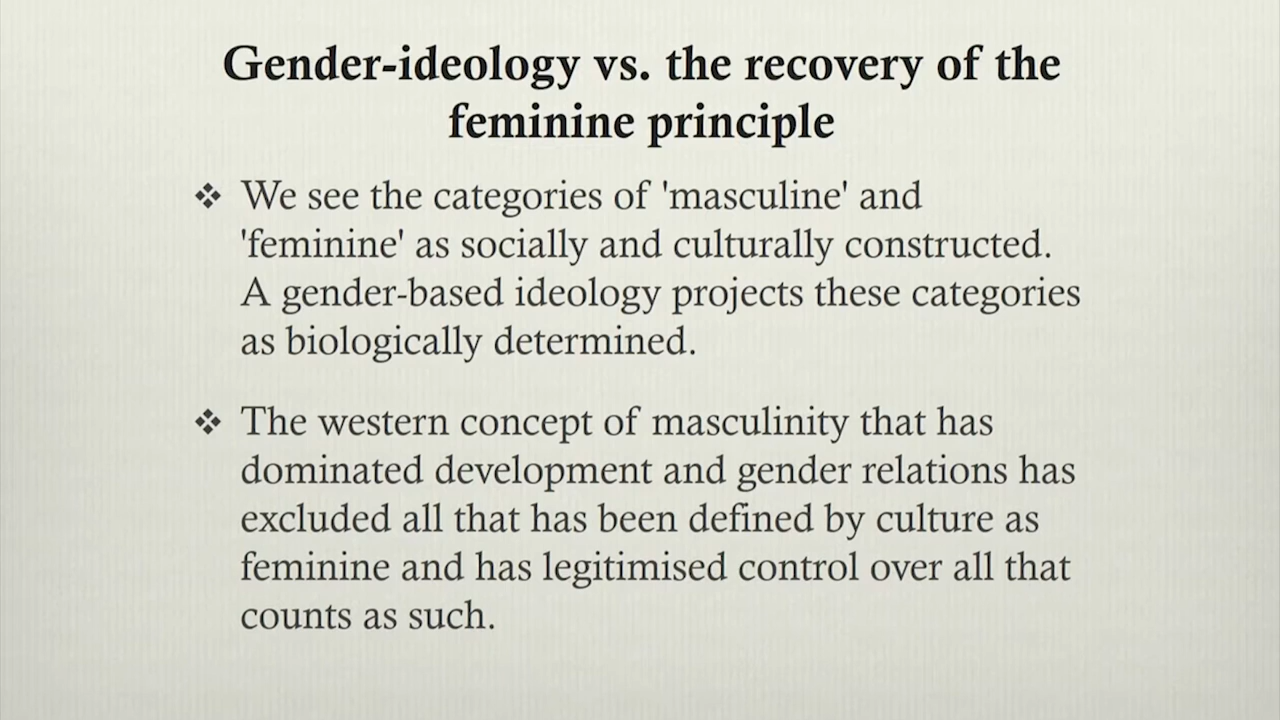 Gender-ideology vs. the recovery of the
feminine principle
❖ We see the categories of 'masculine' and
'feminine' as socially and culturally constructed.
A gender-based ideology projects these categories
as biologically determined.
❖ The western concept of masculinity that has
dominated development and gender relations has
excluded all that has been defined by culture as
feminine and has legitimised control over all that
counts as such.